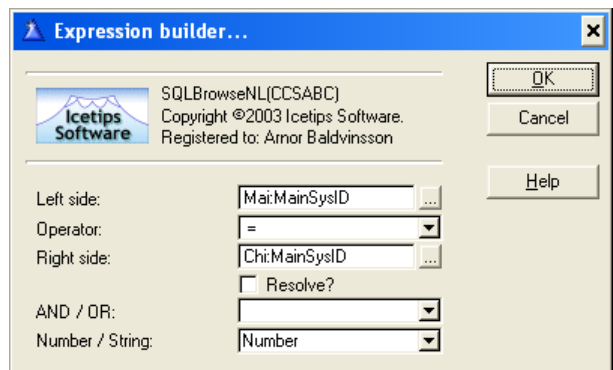 Expression builder...
SQLBrowseNL(CCSABC)
Copyright ©2003 Icetips Software.
Registered to: Arnor Baldvinsson
Icetips
Software
OK
Cancel
Help
Left side: Mai:MainSysID ...
Operator: =
Right side: Chi:MainSysID ...
Resolve?
AND / OR:
Number / String: Number